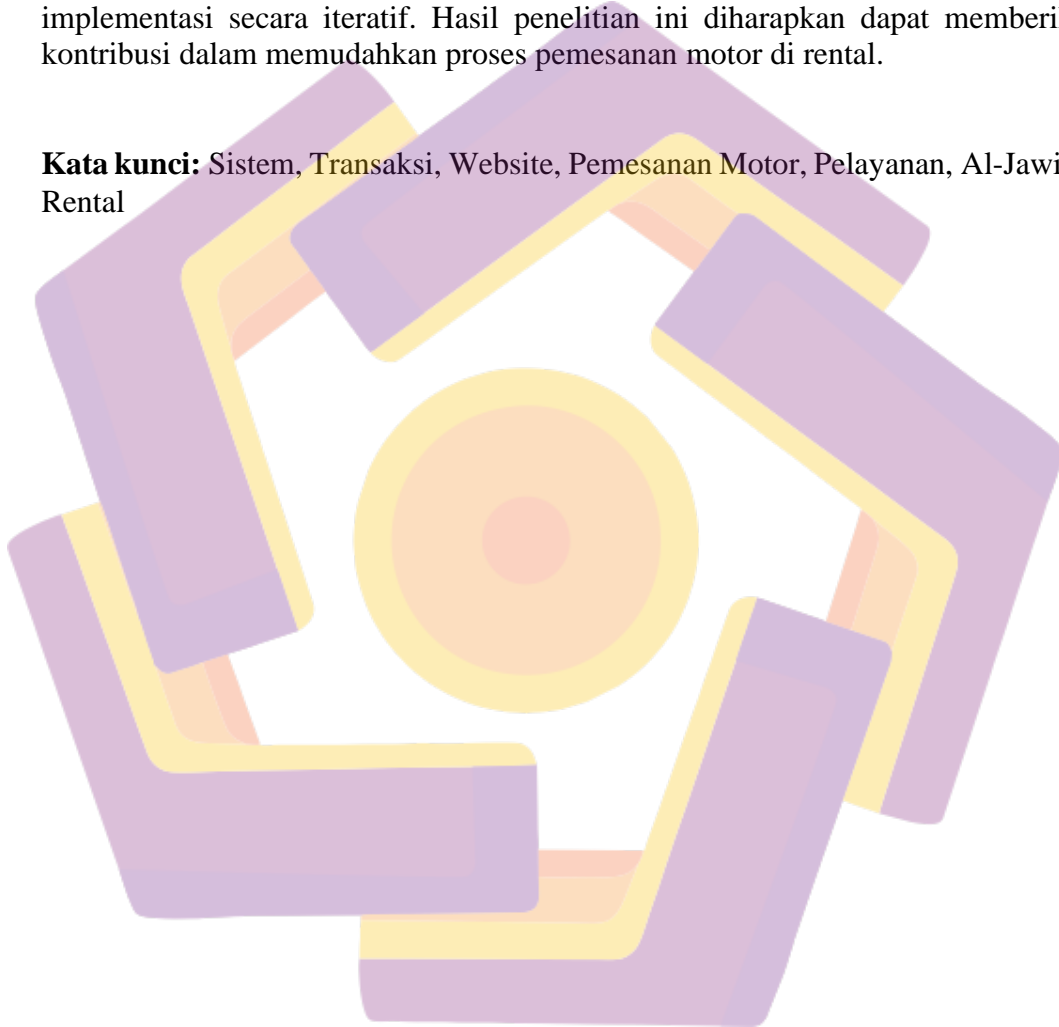 implementasi secara iteratif. Hasil penelitian ini diharapkan dapat memberi
kontribusi dalam memudahkan proses pemesanan motor di rental.
Kata kunci: Sistem, Transaksi, Website, Pemesanan Motor, Pelayanan, Al-Jawi
Rental